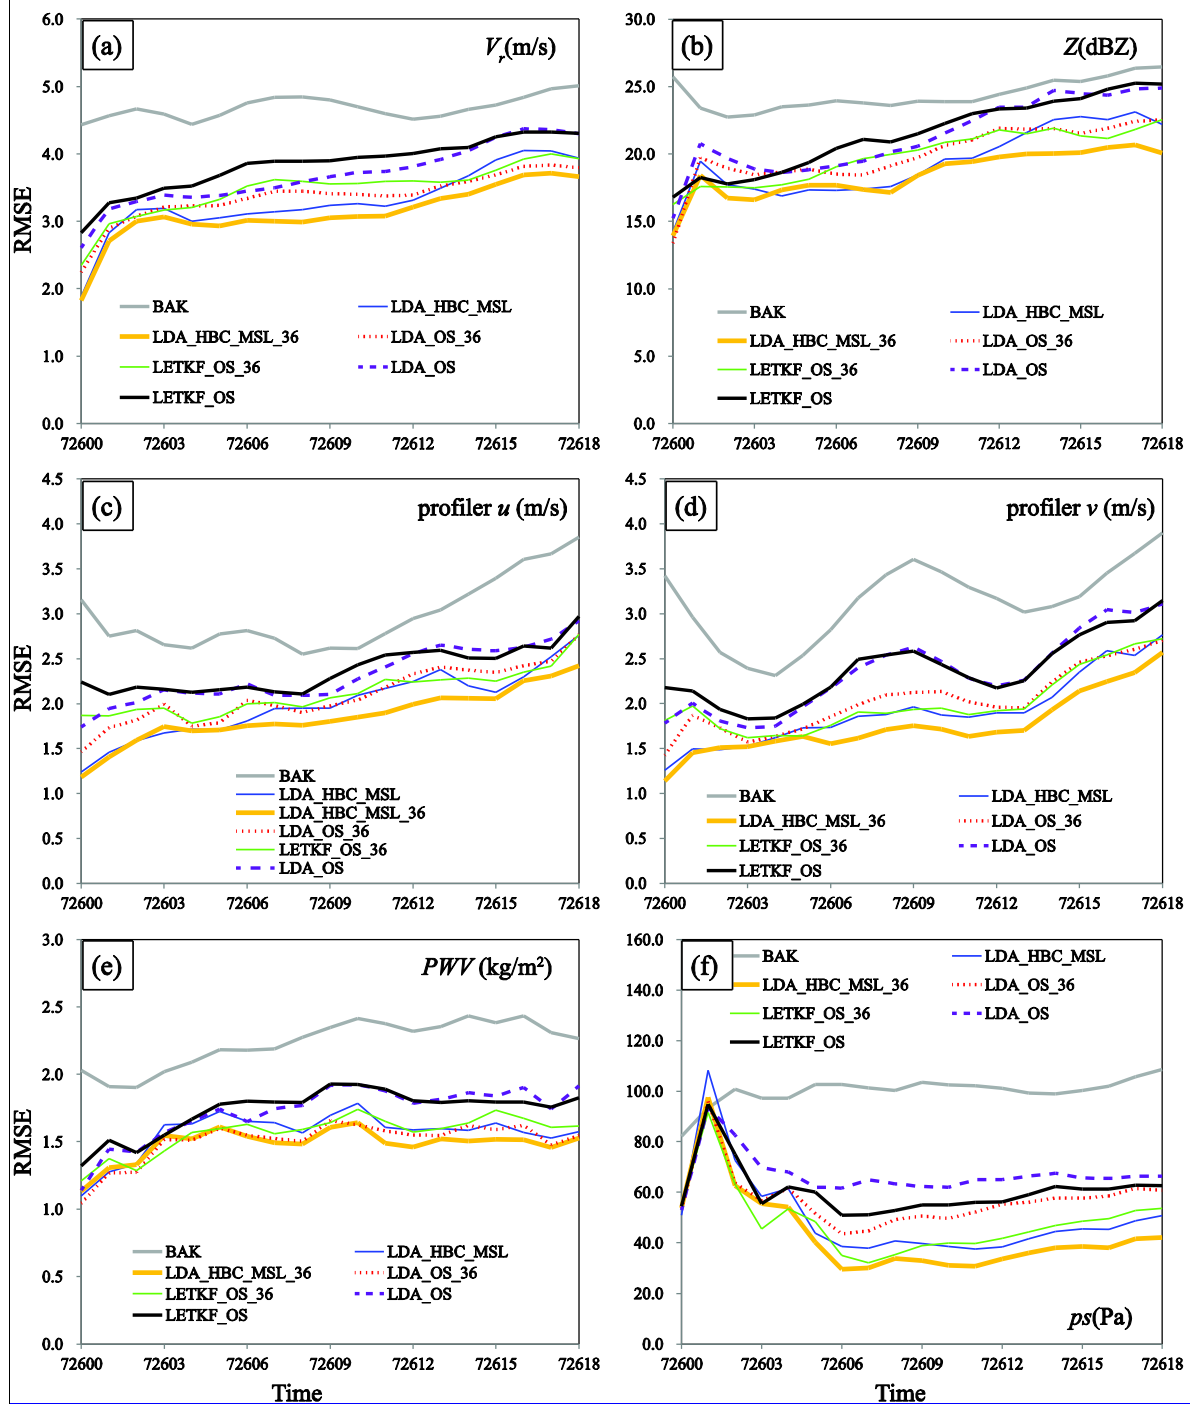 (a) Vr(m/s)
6.0
5.0
4.0
3.0
2.0
1.0
0.0
RMSE
BAK LDA_HBC_MSL
LDA_HBC_MSL_36 LDA_OS_36
LETKF_OS_36 LDA_OS
LETKF_OS
72600 72603 72606 72609 72612 72615 72618
(b) Z(dBZ)
30.0
25.0
20.0
15.0
10.0
5.0
0.0
BAK LDA_HBC_MSL
LDA_HBC_MSL_36 LDA_OS_36
LETKF_OS_36 LDA_OS
LETKF_OS
72600 72603 72606 72609 72612 72615 72618
(c) profiler u (m/s)
4.5
4.0
3.5
3.0
2.5
2.0
1.5
1.0
0.5
0.0
RMSE
BAK
LDA_HBC_MSL
LDA_HBC_MSL_36
LDA_OS_36
LETKF_OS_36
LDA_OS
72600 72603 72606 72609 72612 72615 72618
(d) profiler v (m/s)
4.5
4.0
3.5
3.0
2.5
2.0
1.5
1.0
0.5
0.0
BAK LDA_HBC_MSL
LDA_HBC_MSL_36 LDA_OS_36
LETKF_OS_36 LDA_OS
LETKF_OS
72600 72603 72606 72609 72612 72615 72618
(e) PWV (kg/m²)
3.0
2.5
2.0
1.5
1.0
0.5
0.0
RMSE
BAK LDA_HBC_MSL
LDA_HBC_MSL_36 LDA_OS_36
LETKF_OS_36 LDA_OS
LETKF_OS
72600 72603 72606 72609 72612 72615 72618
Time
(f)
160.0
140.0
120.0
100.0
80.0
60.0
40.0
20.0
0.0
BAK LDA_HBC_MSL
LDA_HBC_MSL_36 LDA_OS_36
LETKF_OS_36 LDA_OS
LETKF_OS
ps(Pa)
72600 72603 72606 72609 72612 72615 72618
Time